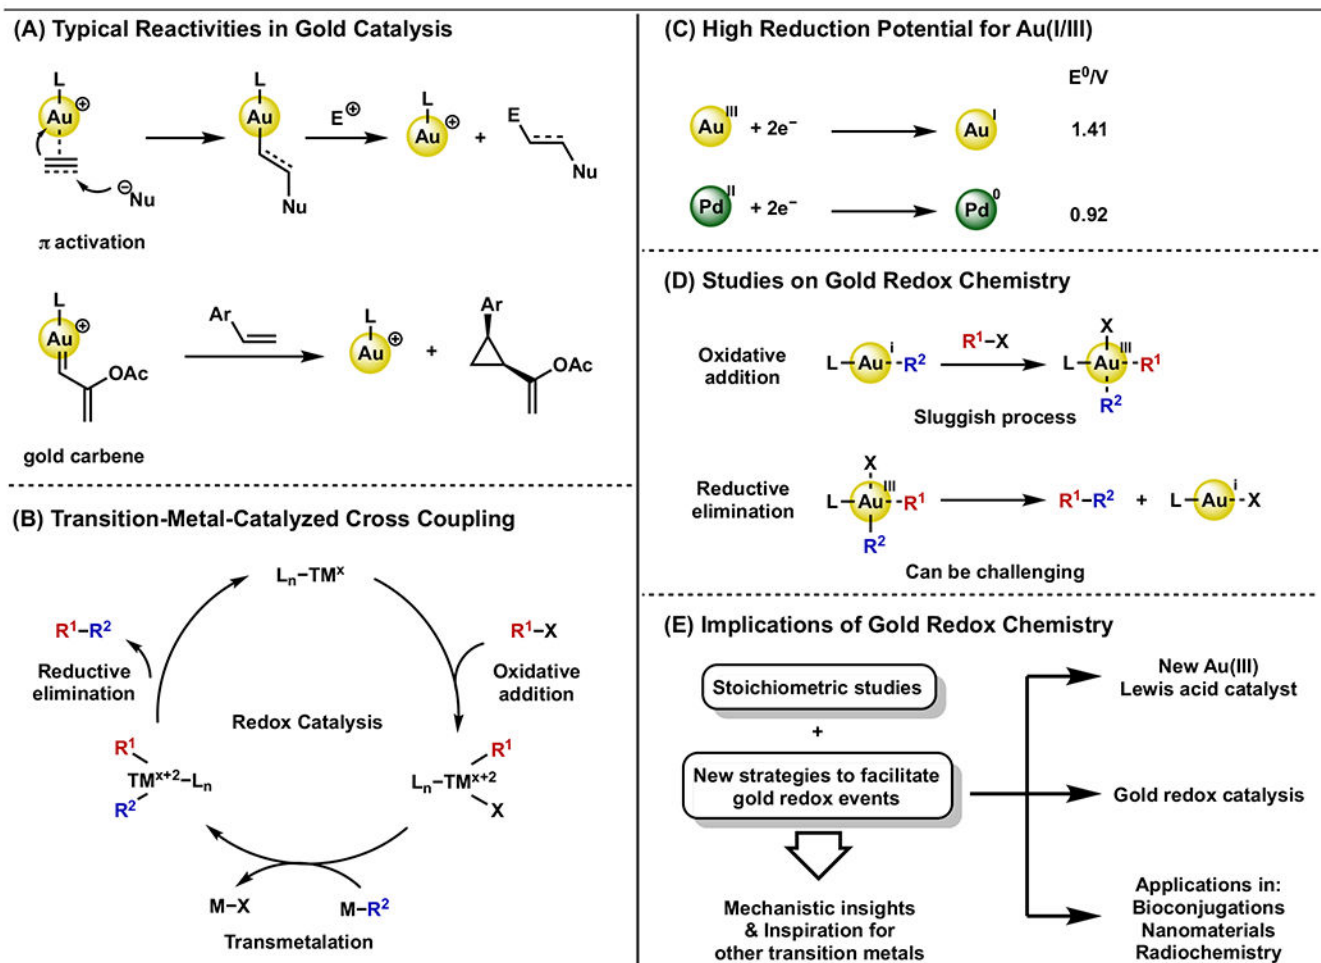 (A) Typical Reactivities in Gold Catalysis
L
Au⊕
⊖Nu
π activation
L
Au
Nu
E⊕
L
Au⊕
+
E
Nu
L
Au⊕
OAc
gold carbene
Ar
L
Au⊕
+
Ar
OAc
(B) Transition-Metal-Catalyzed Cross Coupling
Lₙ–TMˣ
R¹–R²
Reductive
elimination
R¹–X
Oxidative
addition
Redox Catalysis
R¹
TMˣ⁺²–Lₙ
R²
R¹
Lₙ–TMˣ⁺²
X
M–X
M–R²
Transmetalation
(C) High Reduction Potential for Au(I/III)
E⁰/V
Au III + 2e⁻ Au I 1.41
Pd II + 2e⁻ Pd 0 0.92
(D) Studies on Gold Redox Chemistry
Oxidative
addition
L–Au i -R²
R¹–X
X
L–Au III -R¹
R²
Sluggish process
Reductive
elimination
X
L–Au III -R¹
R²
R¹–R² + L–Au i -X
Can be challenging
(E) Implications of Gold Redox Chemistry
Stoichiometric studies
+
New strategies to facilitate
gold redox events
Mechanistic insights
& Inspiration for
other transition metals
New Au(III)
Lewis acid catalyst
Gold redox catalysis
Applications in:
Bioconjugations
Nanomaterials
Radiochemistry